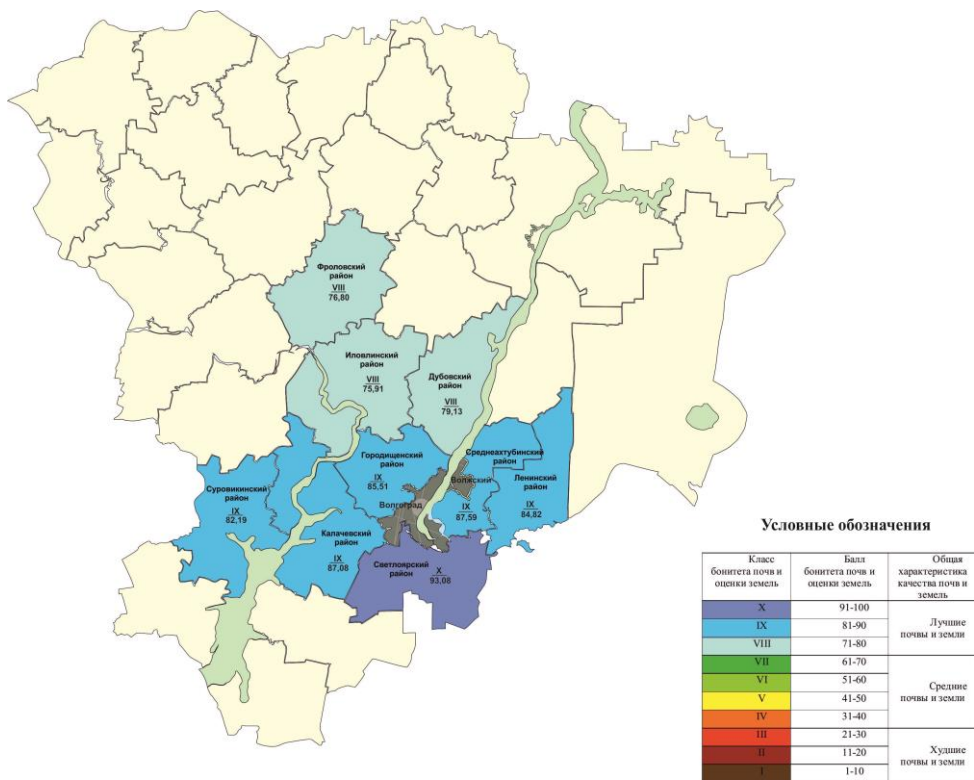 Фроловский
район
VIII
76,80
Иловлинский
район
VIII
75,91
Дубовский
район
VIII
79,13
Городищенский
район
IX
85,51
Среднеахтубинский
район
IX
87,59
Волжский
Ленинский
район
IX
84,82
Суровикинский
район
IX
82,19
Волгоград
Калачевский
район
IX
87,08
Светлоярский
район
X
93,08
Условные обозначения
Класс
бонитета почв и
оценки земель
Балл
бонитета почв и
оценки земель
Общая
характеристика
качества почв и
земель
X 91-100
IX 81-90
VIII 71-80
Лучшие
почвы и земли
VII 61-70
VI 51-60
V 41-50
IV 31-40
Средние
почвы и земли
III 21-30
II 11-20
I 1-10
Худшие
почвы и земли